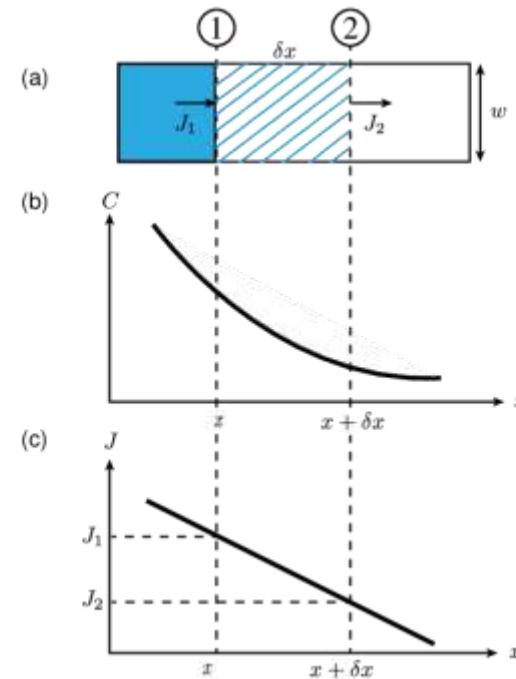 ① ②
(a) δx
J₁ J₂ w
(b) C
x x + δx
(c) J
J₁
J₂
x x + δx x